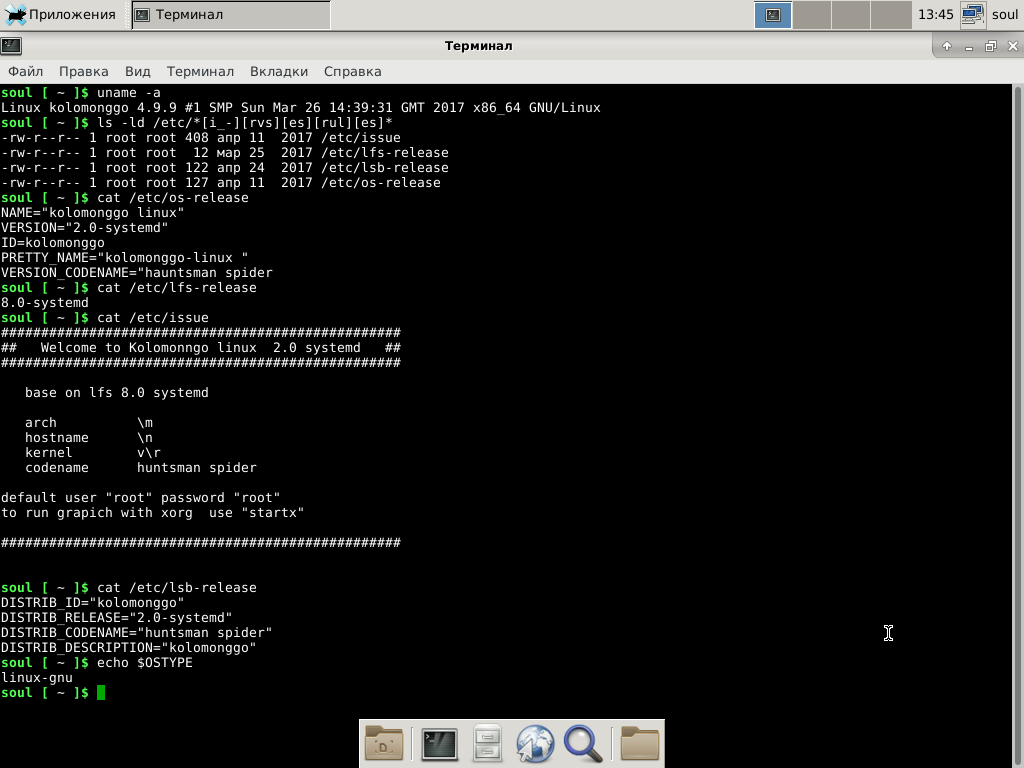 Приложения Терминал 13:45 soul
Терминал
Файл Правка Вид Терминал Вкладки Справка
soul [ ~ ]$ uname -a
Linux kolomonggo 4.9.9 #1 SMP Sun Mar 26 14:39:31 GMT 2017 x86_64 GNU/Linux
soul [ ~ ]$ ls -ld /etc/*[i_-][rvs][es][rul][es]*
-rw-r--r-- 1 root root 408 апр 11  2017 /etc/issue
-rw-r--r-- 1 root root  12 мар 25  2017 /etc/lfs-release
-rw-r--r-- 1 root root 122 апр 24  2017 /etc/lsb-release
-rw-r--r-- 1 root root 127 апр 11  2017 /etc/os-release
soul [ ~ ]$ cat /etc/os-release
NAME="kolomonggo linux"
VERSION="2.0-systemd"
ID=kolomonggo
PRETTY_NAME="kolomonggo-linux "
VERSION_CODENAME="hauntsman spider
soul [ ~ ]$ cat /etc/lfs-release
8.0-systemd
soul [ ~ ]$ cat /etc/issue
##################################################
##   Welcome to Kolomonngo linux  2.0 systemd   ##
##################################################
   base on lfs 8.0 systemd
   arch          \m
   hostname      \n
   kernel        v\r
   codename      huntsman spider
default user "root" password "root"
to run grapich with xorg  use "startx"
##################################################
soul [ ~ ]$ cat /etc/lsb-release
DISTRIB_ID="kolomonggo"
DISTRIB_RELEASE="2.0-systemd"
DISTRIB_CODENAME="huntsman spider"
DISTRIB_DESCRIPTION="kolomonggo"
soul [ ~ ]$ echo $OSTYPE
linux-gnu
soul [ ~ ]$
D